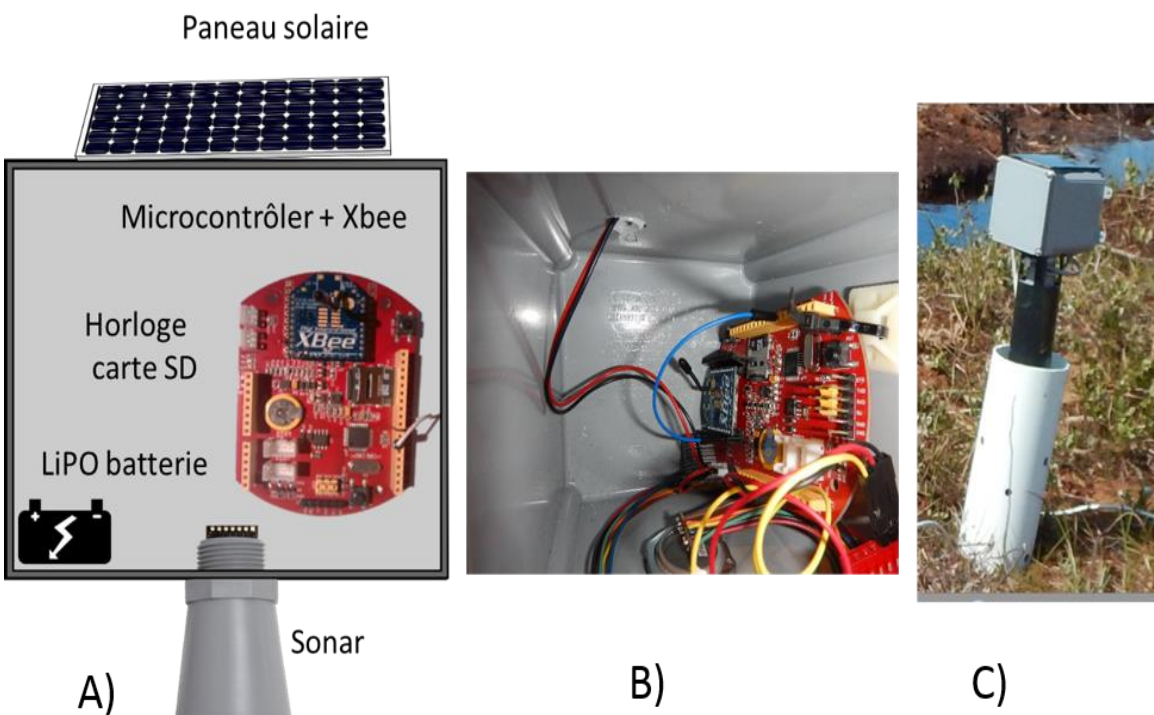 Paneau solaire
Microcontrôler + Xbee
XBee
Horloge
carte SD
LiPO batterie
Sonar
A)
B)
C)